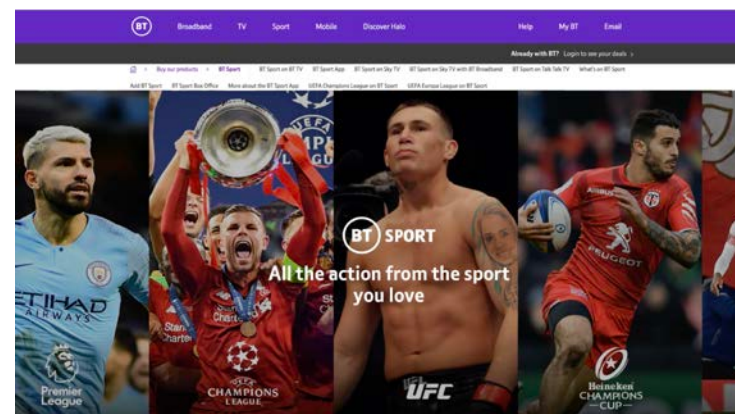 BT
Broadband TV Sport Mobile Discover Halo Help My BT Email
Already with BT? Login to see your deals >
Buy our products BT Sport BT Sport on BT TV BT Sport App BT Sport on Sky TV BT Sport on Sky TV with BT Broadband BT Sport on Talk Talk TV What's on BT Sport
Add BT Sport BT Sport Box Office More about the BT Sport App UEFA Champions League on BT Sport UEFA Europa League on BT Sport
UEFA
BT SPORT
All the action from the sport
you love
AIRBUS
PEUGEOT
ETIHAD
AIRWAYS
Premier
League
CHAMPIONS
LEAGUE
UFC
Heineken
CHAMPIONS
CUP